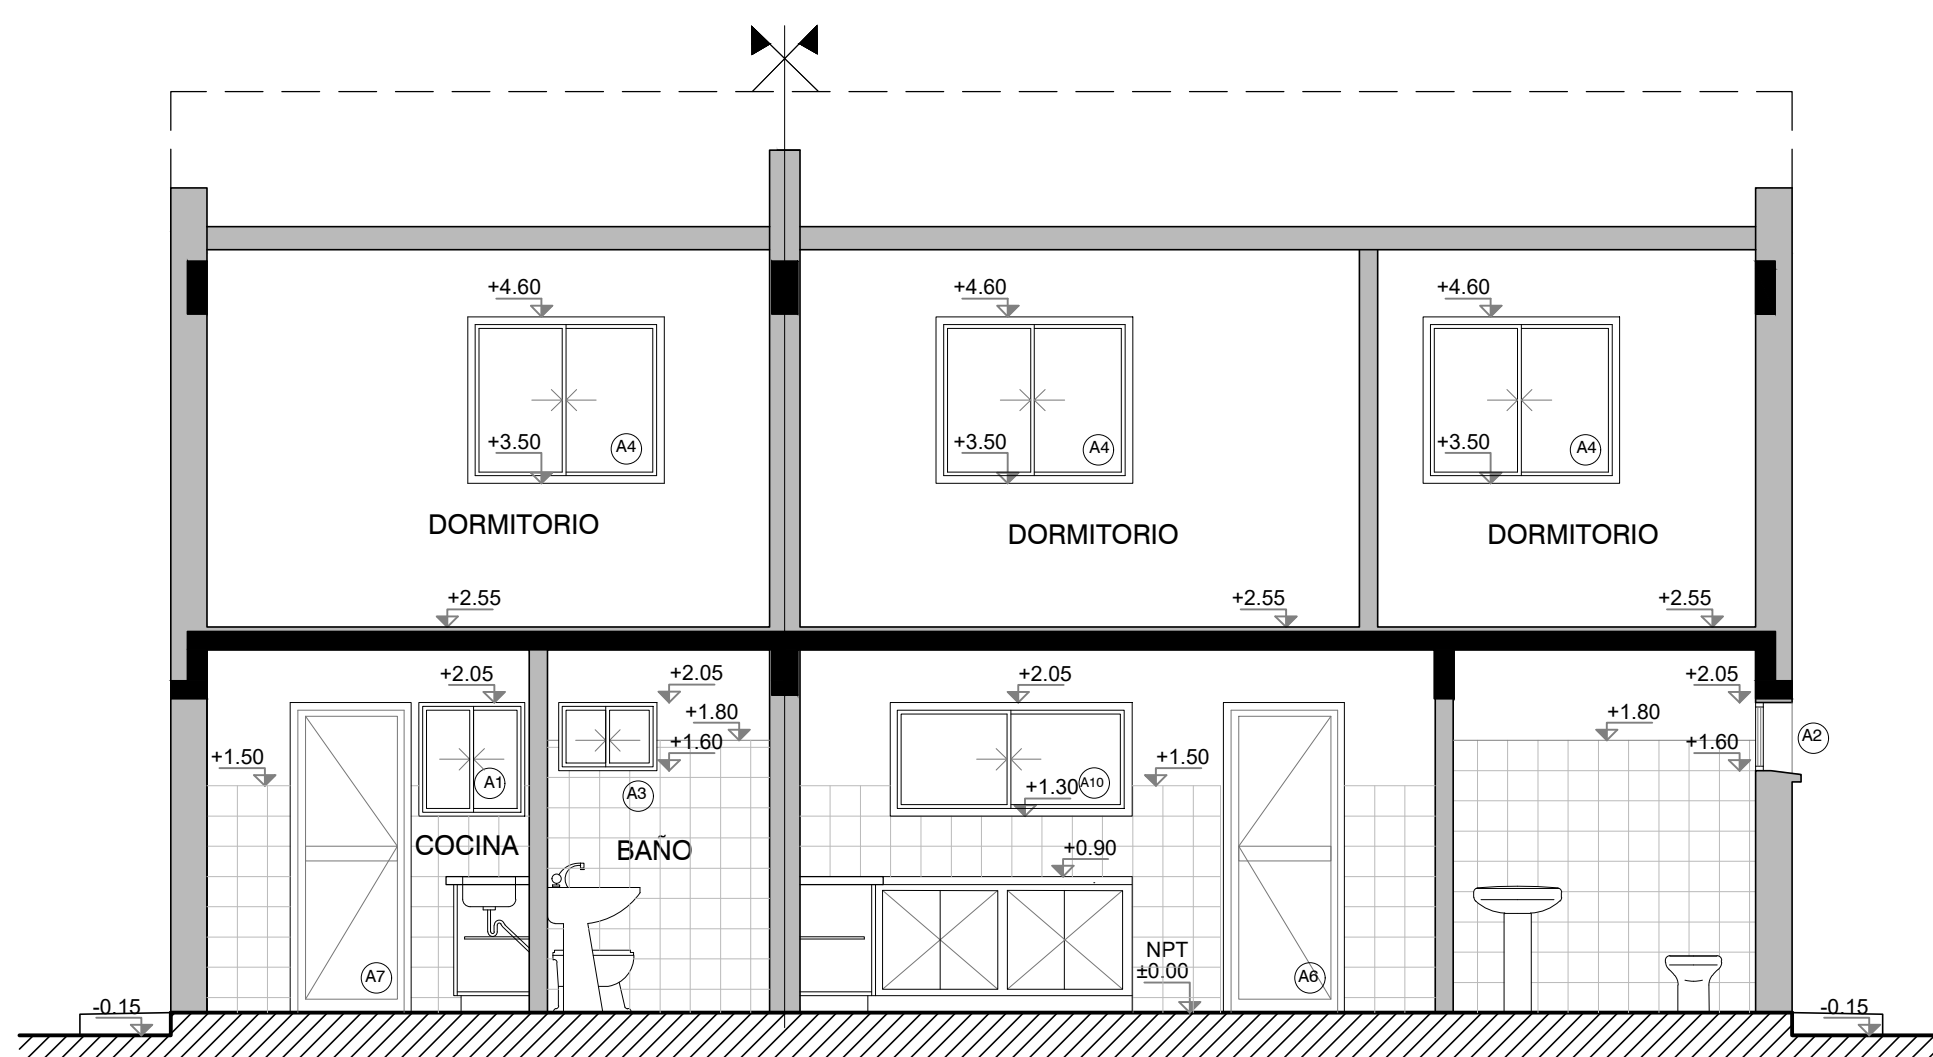 +4.60
+4.60
+4.60
+3.50
A4
+3.50
A4
+3.50
A4
DORMITORIO
DORMITORIO
DORMITORIO
+2.55
+2.55
+2.55
+2.05
+2.05
+2.05
+2.05
+1.80
+1.80
+1.60
+1.60
A2
+1.50
+1.50
A1
A3
+1.30
A10
COCINA
BAÑO
+0.90
NPT
±0.00
A7
A6
-0.15
-0.15